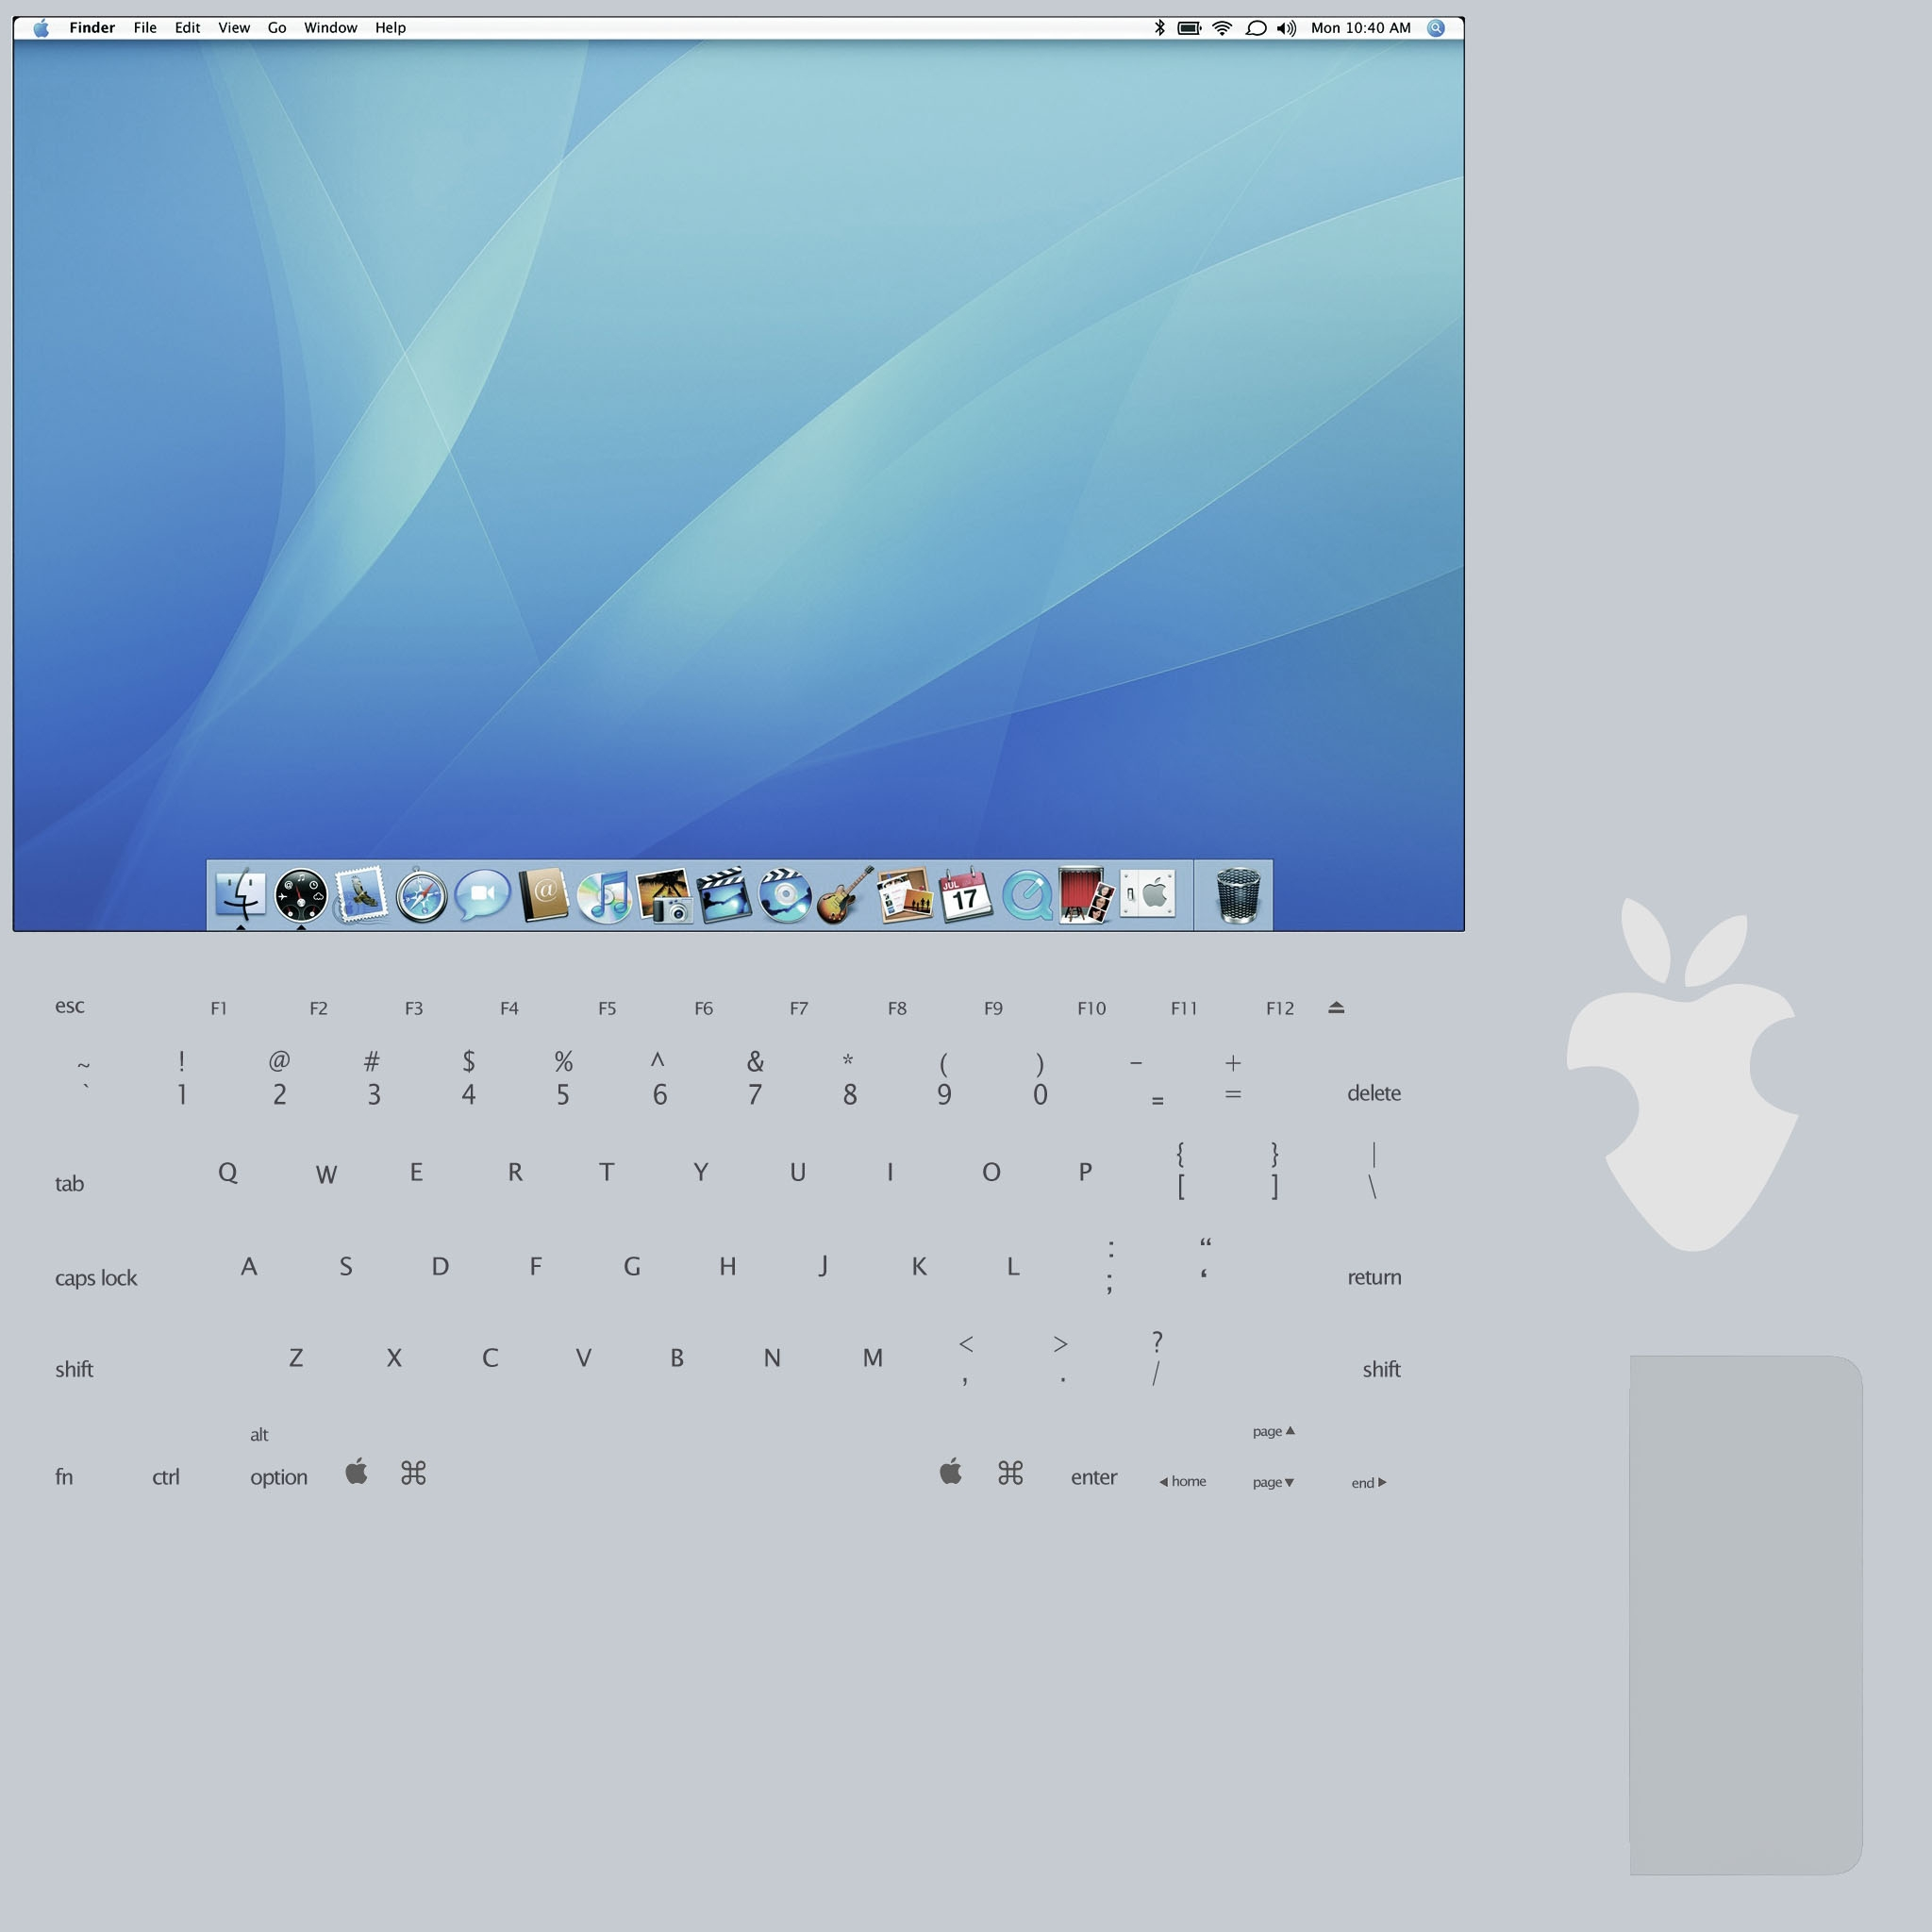 Finder File Edit View Go Window Help Mon 10:40 AM
@
JUL
17
esc F1 F2 F3 F4 F5 F6 F7 F8 F9 F10 F11 F12
~ ! @ # $ % ^ & * ( ) – +
` 1 2 3 4 5 6 7 8 9 0 = = delete
{ } |
tab Q W E R T Y U I O P [ ] \
: “
caps lock A S D F G H J K L ; ‘ return
< > ?
shift Z X C V B N M , . / shift
alt page ▲
fn ctrl option ⌘ ⌘ enter ◀ home page ▼ end ▶